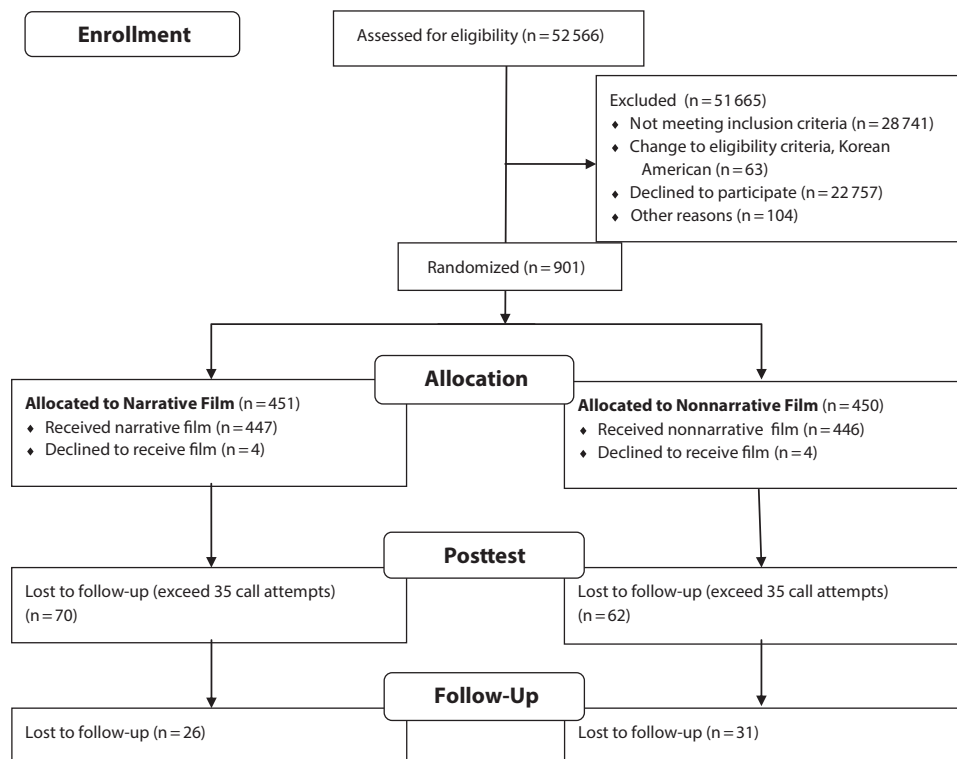 Enrollment
Assessed for eligibility (n = 52 566)
Excluded (n = 51 665)
♦ Not meeting inclusion criteria (n = 28 741)
♦ Change to eligibility criteria, Korean
American (n = 63)
♦ Declined to participate (n = 22 757)
♦ Other reasons (n = 104)
Randomized (n = 901)
Allocation
Allocated to Narrative Film (n = 451)
♦ Received narrative film (n = 447)
♦ Declined to receive film (n = 4)
Allocated to Nonnarrative Film (n = 450)
♦ Received nonnarrative film (n = 446)
♦ Declined to receive film (n = 4)
Posttest
Lost to follow-up (exceed 35 call attempts)
(n = 70)
Lost to follow-up (exceed 35 call attempts)
(n = 62)
Follow-Up
Lost to follow-up (n = 26)
Lost to follow-up (n = 31)